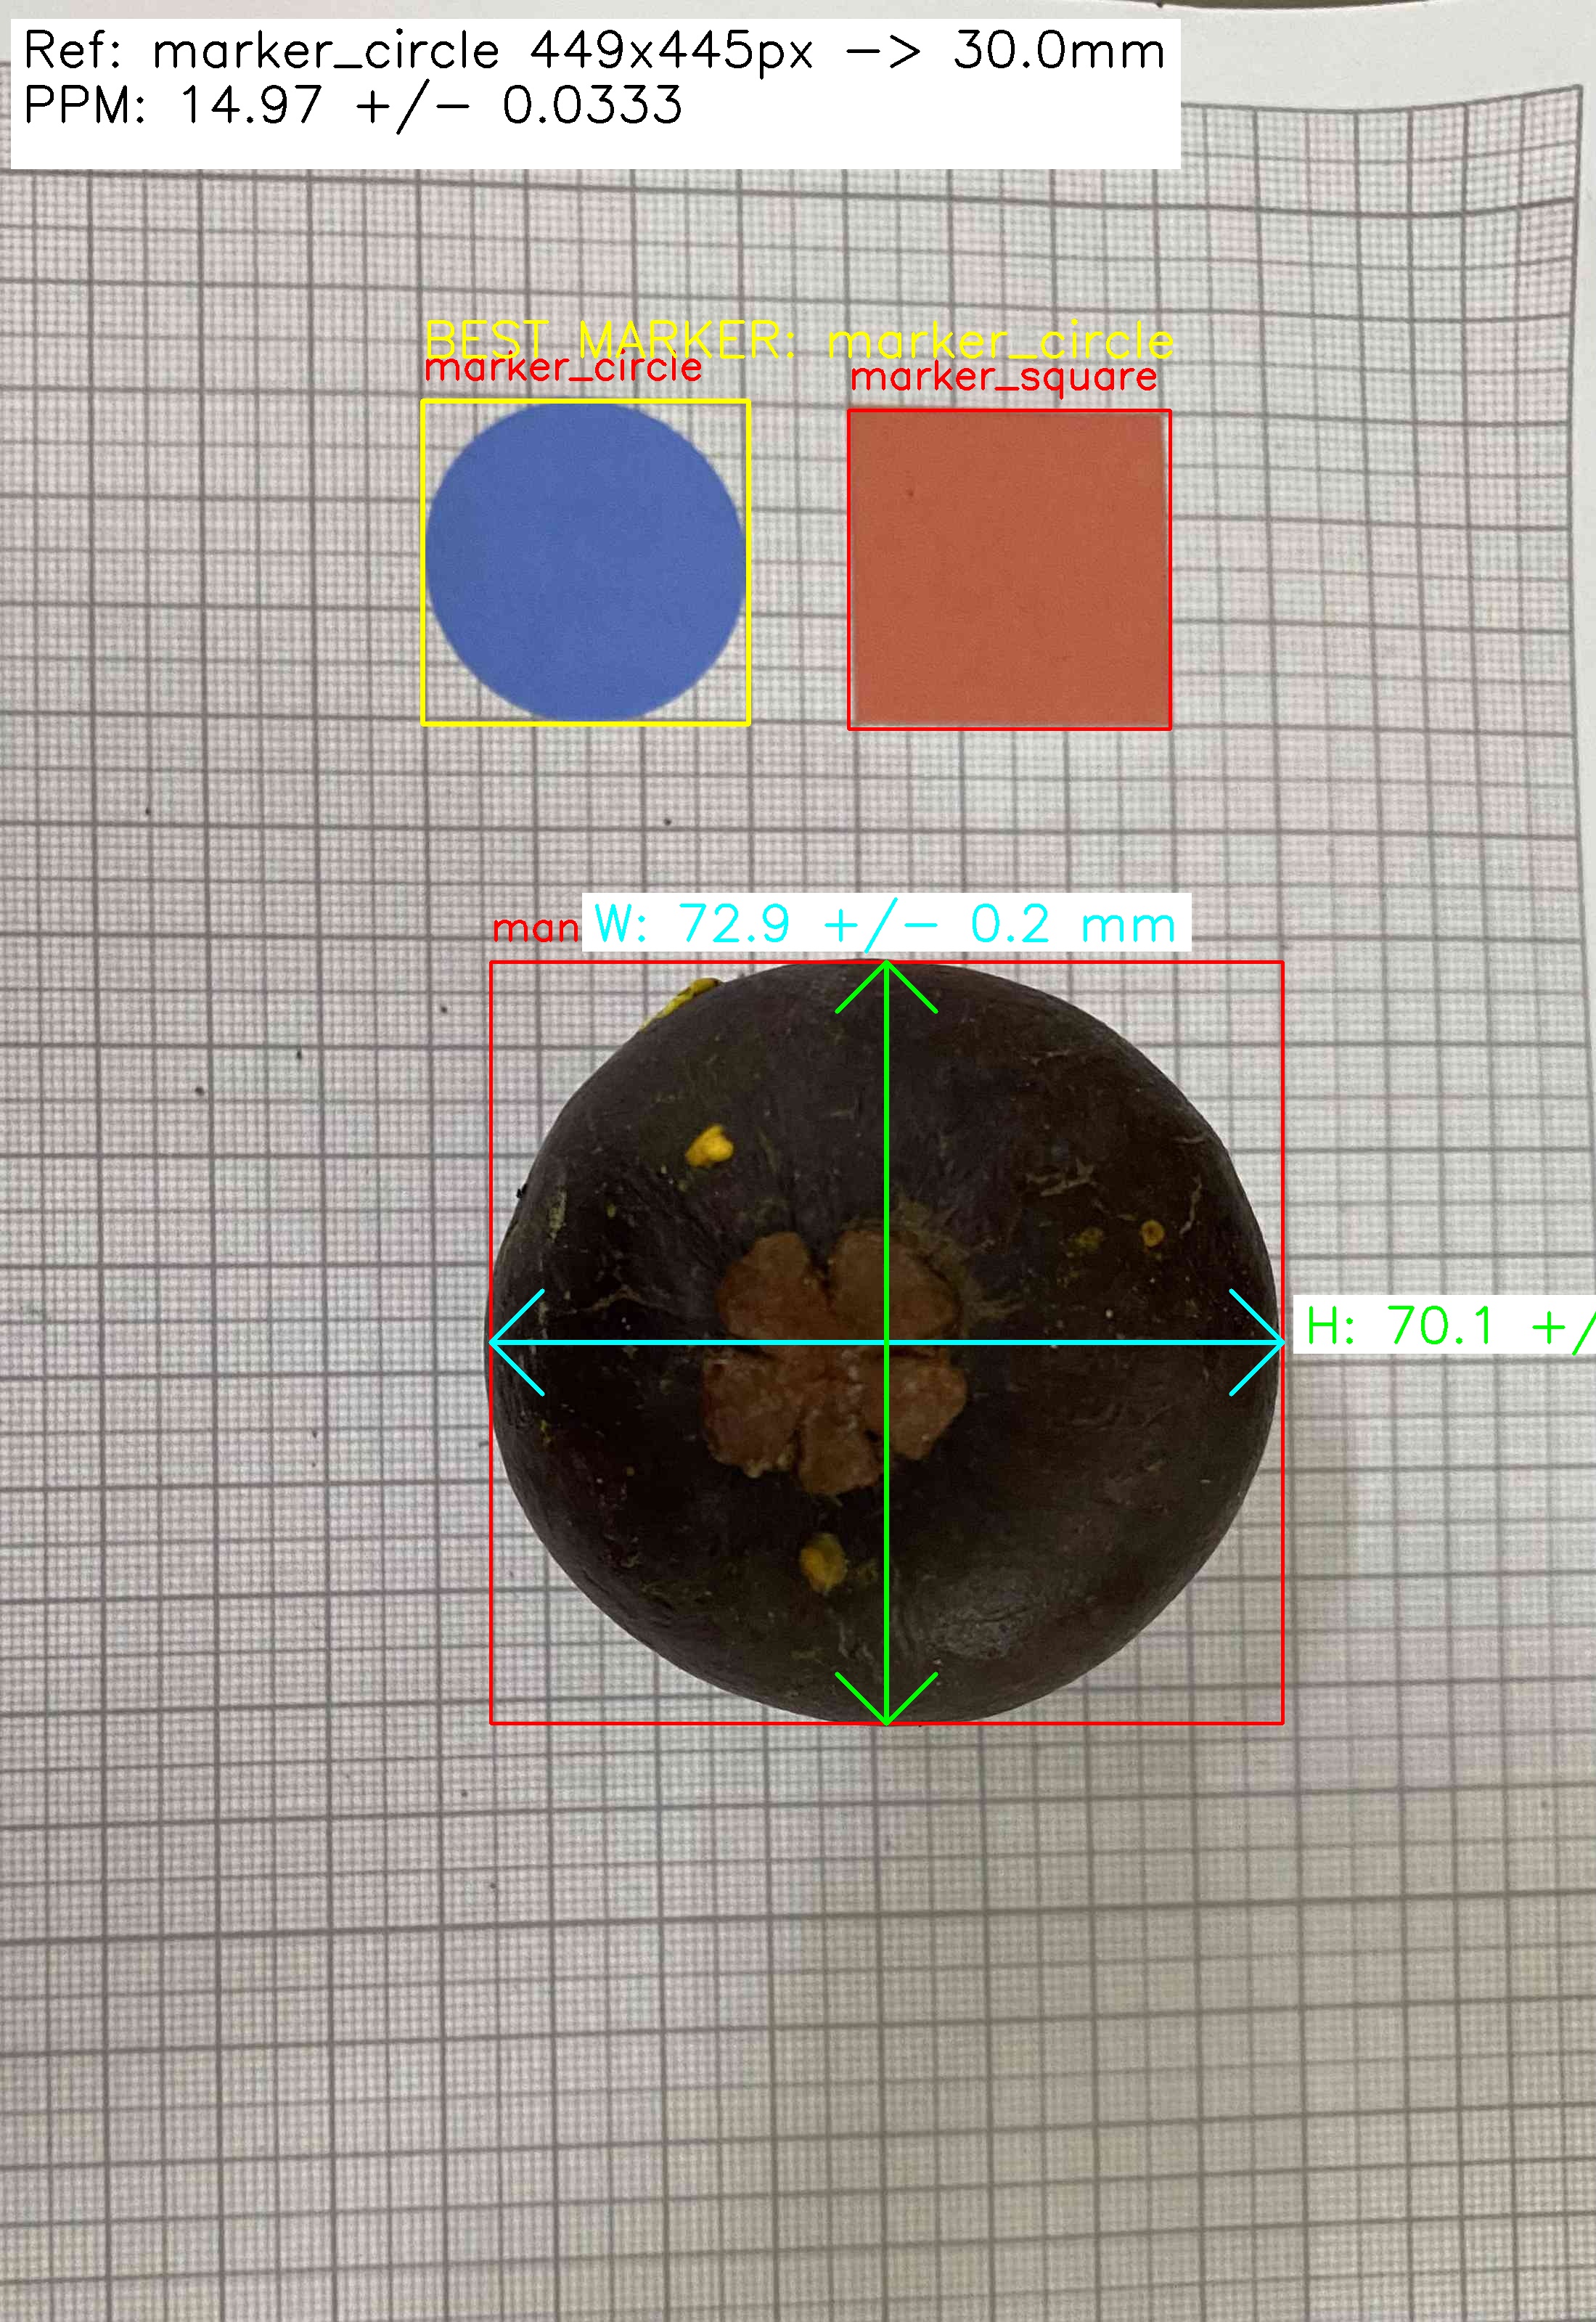 Ref: marker_circle 449x445px -> 30.0mm
PPM: 14.97 +/- 0.0333
BEST MARKER: marker_circle
marker_circle
marker_square
man
W: 72.9 +/- 0.2 mm
H: 70.1 +/